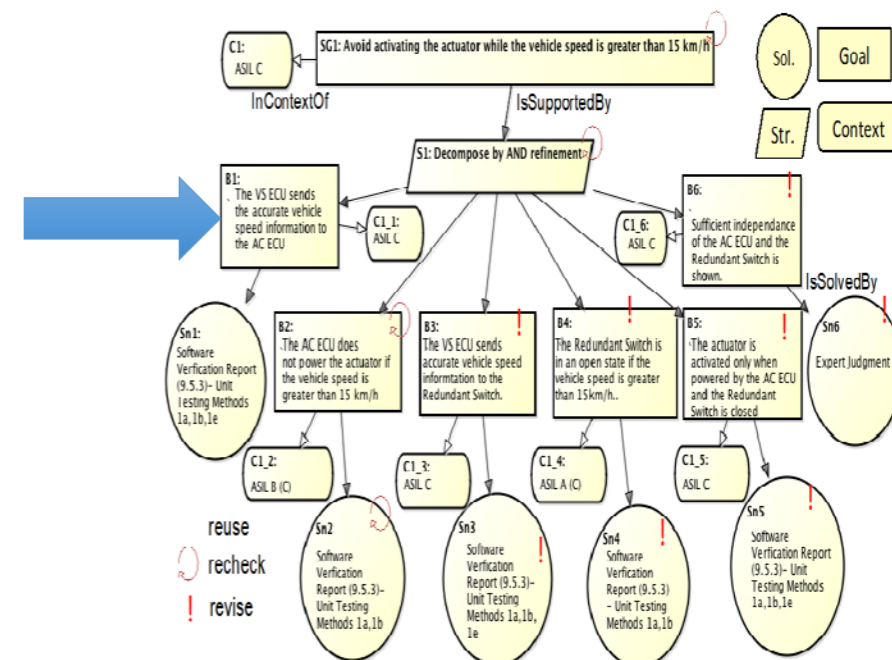 C1:
ASIL C
SG1: Avoid activating the actuator while the vehicle speed is greater than 15 km/h
Sol.
Goal
InContextOf
IsSupportedBy
Str.
Context
S1: Decompose by AND refinement
B1:
. The VS ECU sends
the accurate vehicle
speed information to
the AC ECU
C1_1:
ASIL C
C1_6:
ASIL C
B6:
.
Sufficient independance
of the AC ECU and the
Redundant Switch is
shown.
IsSolvedBy
Sn1:
Software
Verfication Report
(9.5.3)- Unit
Testing Methods
1a,1b,1e
B2:
.The AC ECU does
not power the actuator if
the vehicle speed is
greater than 15 km/h
B3:
The VS ECU sends
accurate vehicle speed
informtation to the
Redundant Switch.
B4:
The Redundant Switch is
in an open state if the
vehicle speed is greater
than 15km/h..
B5:
.The actuator is
activated only when
powered by the AC ECU
and the Redundant
Switch is closed
Sn6
Expert Judgment
C1_2:
ASIL B (C)
C1_3:
ASIL C
C1_4:
ASIL A (C)
C1_5:
ASIL C
reuse
recheck
! revise
Sn2
Software
Verfication
Report (9.5.3)-
Unit Testing
Methods 1a,1b
Sn3
Software
Verfication
Report (9.5.3)-
Unit Testing
Methods 1a,1b,
1e
Sn4
Software
Verfication
Report (9.5.3)
- Unit Testing
Methods 1a,1b
Sn5
Software
Verfication Report
(9.5.3)- Unit
Testing Methods
1a,1b,1e